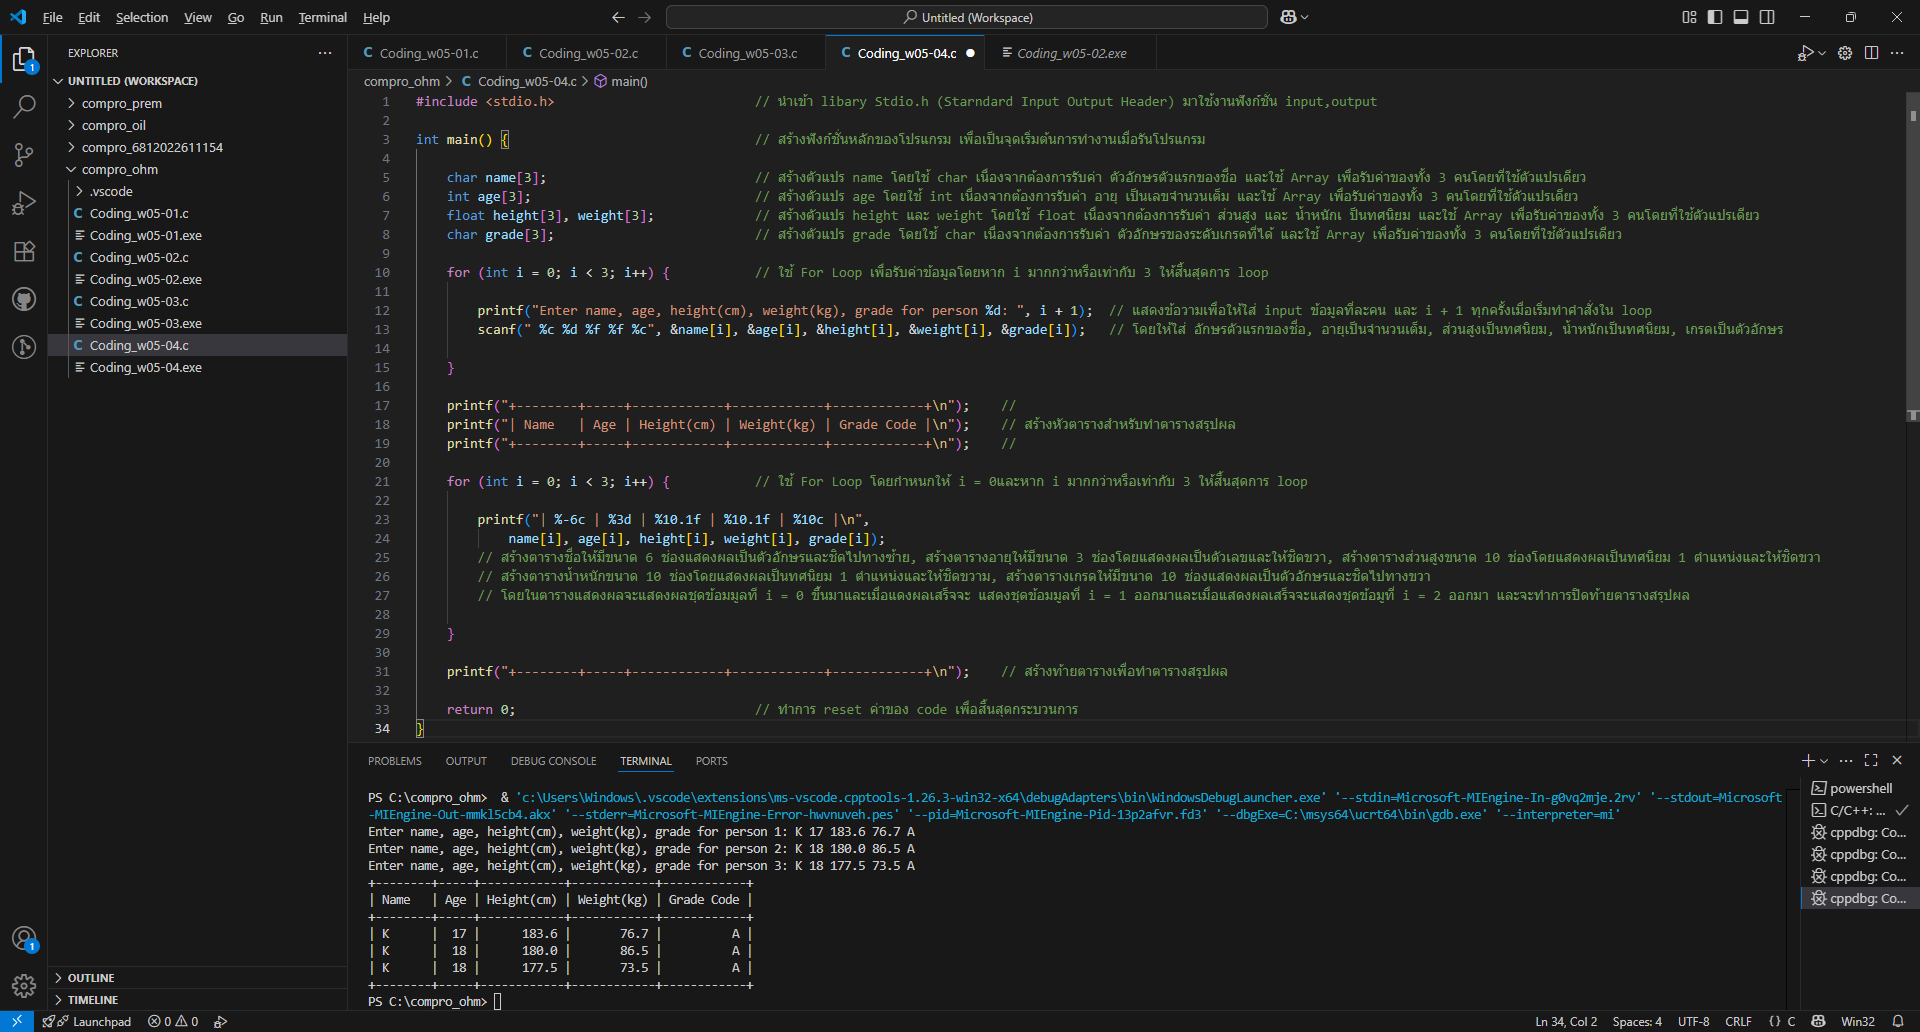 File Edit Selection View Go Run Terminal Help
Untitled (Workspace)
EXPLORER
UNTITLED (WORKSPACE)
compro_prem
compro_oil
compro_6812022611154
compro_ohm
.vscode
C Coding_w05-01.c
Coding_w05-01.exe
C Coding_w05-02.c
Coding_w05-02.exe
C Coding_w05-03.c
Coding_w05-03.exe
C Coding_w05-04.c
Coding_w05-04.exe
OUTLINE
TIMELINE
C Coding_w05-01.c C Coding_w05-02.c C Coding_w05-03.c C Coding_w05-04.c Coding_w05-02.exe
compro_ohm > C Coding_w05-04.c > main()
1 #include <stdio.h> // นำเข้า libary Stdio.h (Starndard Input Output Header) มาใช้งานฟังก์ชั่น input,output
2
3 int main() { // สร้างฟังก์ชั่นหลักของโปรแกรม เพื่อเป็นจุดเริ่มต้นการทำงานเมื่อรันโปรแกรม
4
5 char name[3]; // สร้างตัวแปร name โดยใช้ char เนื่องจากต้องการรับค่า ตัวอักษรตัวแรกของชื่อ และใช้ Array เพื่อรับค่าของทั้ง 3 คนโดยที่ใช้ตัวแปรเดียว
6 int age[3]; // สร้างตัวแปร age โดยใช้ int เนื่องจากต้องการรับค่า อายุ เป็นเลขจำนวนเต็ม และใช้ Array เพื่อรับค่าของทั้ง 3 คนโดยที่ใช้ตัวแปรเดียว
7 float height[3], weight[3]; // สร้างตัวแปร height และ weight โดยใช้ float เนื่องจากต้องการรับค่า ส่วนสูง และ น้ำหนักเ ป็นทศนิยม และใช้ Array เพื่อรับค่าของทั้ง 3 คนโดยที่ใช้ตัวแปรเดียว
8 char grade[3]; // สร้างตัวแปร grade โดยใช้ char เนื่องจากต้องการรับค่า ตัวอักษรของระดับเกรดที่ได้ และใช้ Array เพื่อรับค่าของทั้ง 3 คนโดยที่ใช้ตัวแปรเดียว
9
10 for (int i = 0; i < 3; i++) { // ใช้ For Loop เพื่อรับค่าข้อมูลโดยหาก i มากกว่าหรือเท่ากับ 3 ให้สิ้นสุดการ loop
11
12 printf("Enter name, age, height(cm), weight(kg), grade for person %d: ", i + 1); // แสดงข้อวามเพื่อให้ใส่ input ข้อมูลที่ละคน และ i + 1 ทุกครั้งเมื่อเริ่มทำคำสั่งใน loop
13 scanf(" %c %d %f %f %c", &name[i], &age[i], &height[i], &weight[i], &grade[i]); // โดยให้ใส่ อักษรตัวแรกของชื่อ, อายุเป็นจำนวนเต็ม, ส่วนสูงเป็นทศนิยม, น้ำหนักเป็นทศนิยม, เกรดเป็นตัวอักษร
14
15 }
16
17 printf("+--------+-----+------------+------------+------------+\n"); //
18 printf("| Name   | Age | Height(cm) | Weight(kg) | Grade Code |\n"); // สร้างหัวตารางสำหรับทำตารางสรุปผล
19 printf("+--------+-----+------------+------------+------------+\n"); //
20
21 for (int i = 0; i < 3; i++) { // ใช้ For Loop โดยกำหนกให้ i = 0และหาก i มากกว่าหรือเท่ากับ 3 ให้สิ้นสุดการ loop
22
23 printf("| %-6c | %3d | %10.1f | %10.1f | %10c |\n",
24 name[i], age[i], height[i], weight[i], grade[i]);
25 // สร้างตารางชื่อให้มีขนาด 6 ช่องแสดงผลเป็นตัวอักษรและชิดไปทางซ้าย, สร้างตารางอายุให้มีขนาด 3 ช่องโดยแสดงผลเป็นตัวเลขและให้ชิดขวา, สร้างตารางส่วนสูงขนาด 10 ช่องโดยแสดงผลเป็นทศนิยม 1 ตำแหน่งและให้ชิดขวา
26 // สร้างตารางน้ำหนักขนาด 10 ช่องโดยแสดงผลเป็นทศนิยม 1 ตำแหน่งและให้ชิดขวาม, สร้างตารางเกรดให้มีขนาด 10 ช่องแสดงผลเป็นตัวอักษรและชิดไปทางขวา
27 // โดยในตารางแสดงผลจะแสดงผลชุดข้อมมูลที่ i = 0 ขึ้นมาและเมื่อแดงผลเสร็จจะ แสดงชุดข้อมมูลที่ i = 1 ออกมาและเมื่อแสดงผลเสร็จจะแสดงชุดข้อมูที่ i = 2 ออกมา และจะทำการปิดท้ายตารางสรุปผล
28
29 }
30
31 printf("+--------+-----+------------+------------+------------+\n"); // สร้างท้ายตารางเพื่อทำตารางสรุปผล
32
33 return 0; // ทำการ reset ค่าของ code เพื่อสิ้นสุดกระบวนการ
34 }
PROBLEMS OUTPUT DEBUG CONSOLE TERMINAL PORTS
PS C:\compro_ohm>  & 'c:\Users\Windows\.vscode\extensions\ms-vscode.cpptools-1.26.3-win32-x64\debugAdapters\bin\WindowsDebugLauncher.exe' '--stdin=Microsoft-MIEngine-In-g0vq2mje.2rv' '--stdout=Microsoft
-MIEngine-Out-mmkl5cb4.akx' '--stderr=Microsoft-MIEngine-Error-hwvnuveh.pes' '--pid=Microsoft-MIEngine-Pid-13p2afvr.fd3' '--dbgExe=C:\msys64\ucrt64\bin\gdb.exe' '--interpreter=mi'
Enter name, age, height(cm), weight(kg), grade for person 1: K 17 183.6 76.7 A
Enter name, age, height(cm), weight(kg), grade for person 2: K 18 180.0 86.5 A
Enter name, age, height(cm), weight(kg), grade for person 3: K 18 177.5 73.5 A
+--------+-----+------------+------------+------------+
| Name   | Age | Height(cm) | Weight(kg) | Grade Code |
+--------+-----+------------+------------+------------+
| K      |  17 |      183.6 |       76.7 |          A |
| K      |  18 |      180.0 |       86.5 |          A |
| K      |  18 |      177.5 |       73.5 |          A |
+--------+-----+------------+------------+------------+
PS C:\compro_ohm>
powershell
C/C++: ...
cppdbg: Co...
cppdbg: Co...
cppdbg: Co...
cppdbg: Co...
1
1
Launchpad 0 0 Ln 34, Col 2 Spaces: 4 UTF-8 CRLF {} C Win32